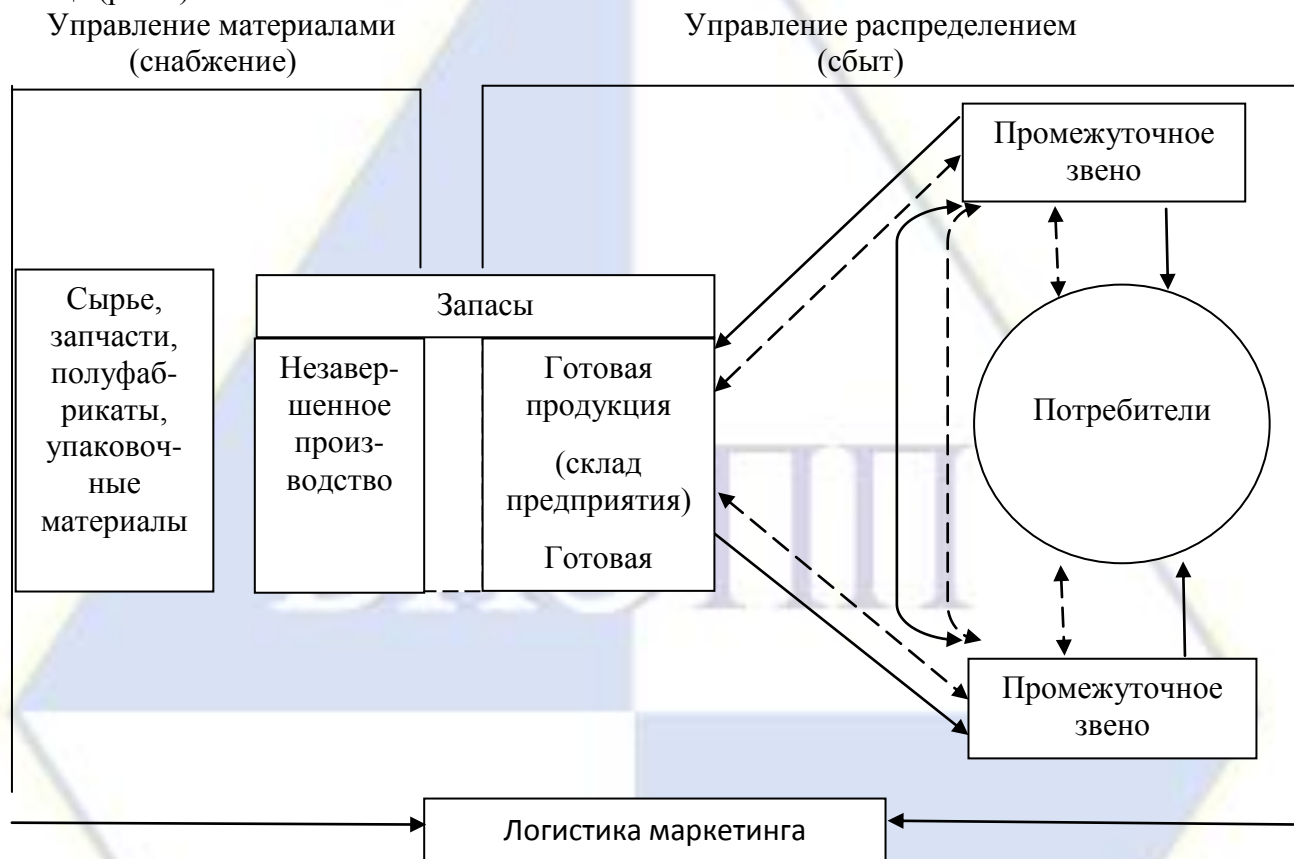 Управление материалами
(снабжение)
Управление распределением
(сбыт)
Промежуточное
звено
Сырье,
запчасти,
полуфаб-
рикаты,
упаковоч-
ные
материалы
Запасы
Незавер-
шенное
произ-
водство
Готовая
продукция
(склад
предприятия)
Готовая
Потребители
Промежуточное
звено
Логистика маркетинга